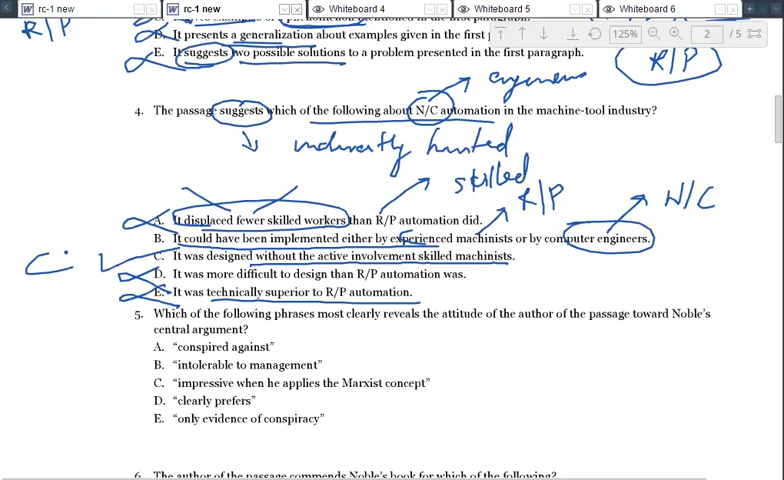 rc-1 new
rc-1 new
Whiteboard 4
Whiteboard 5
Whiteboard 6
125%
2 / 5
R/P
D. It presents a generalization about examples given in the first
E. It suggests two possible solutions to a problem presented in the first paragraph.
R/P
4. The passage suggests which of the following about N/C automation in the machine-tool industry?
indirectly hinted
skilled
R/P
N/C
A. It displaced fewer skilled workers than R/P automation did.
B. It could have been implemented either by experienced machinists or by computer engineers.
C. It was designed without the active involvement skilled machinists.
D. It was more difficult to design than R/P automation was.
E. It was technically superior to R/P automation.
C:
5. Which of the following phrases most clearly reveals the attitude of the author of the passage toward Noble's
central argument?
A. "conspired against"
B. "intolerable to management"
C. "impressive when he applies the Marxist concept"
D. "clearly prefers"
E. "only evidence of conspiracy"
6. The author of the passage commends Noble's book for which of the following?